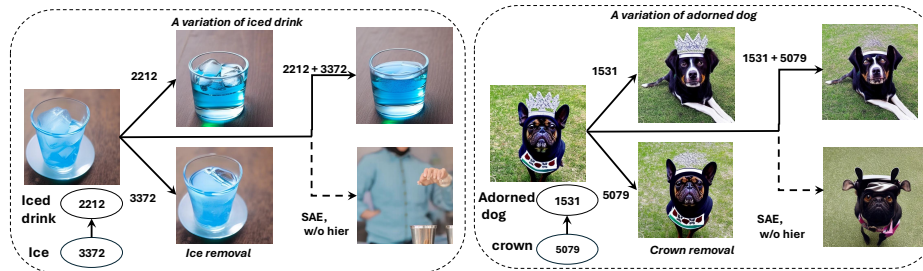 A variation of iced drink
2212
2212 + 3372
Iced
drink
2212
3372
Ice
3372
Ice removal
SAE,
w/o hier
A variation of adorned dog
1531
1531 + 5079
Adorned
dog
1531
5079
crown
5079
Crown removal
SAE,
w/o hier